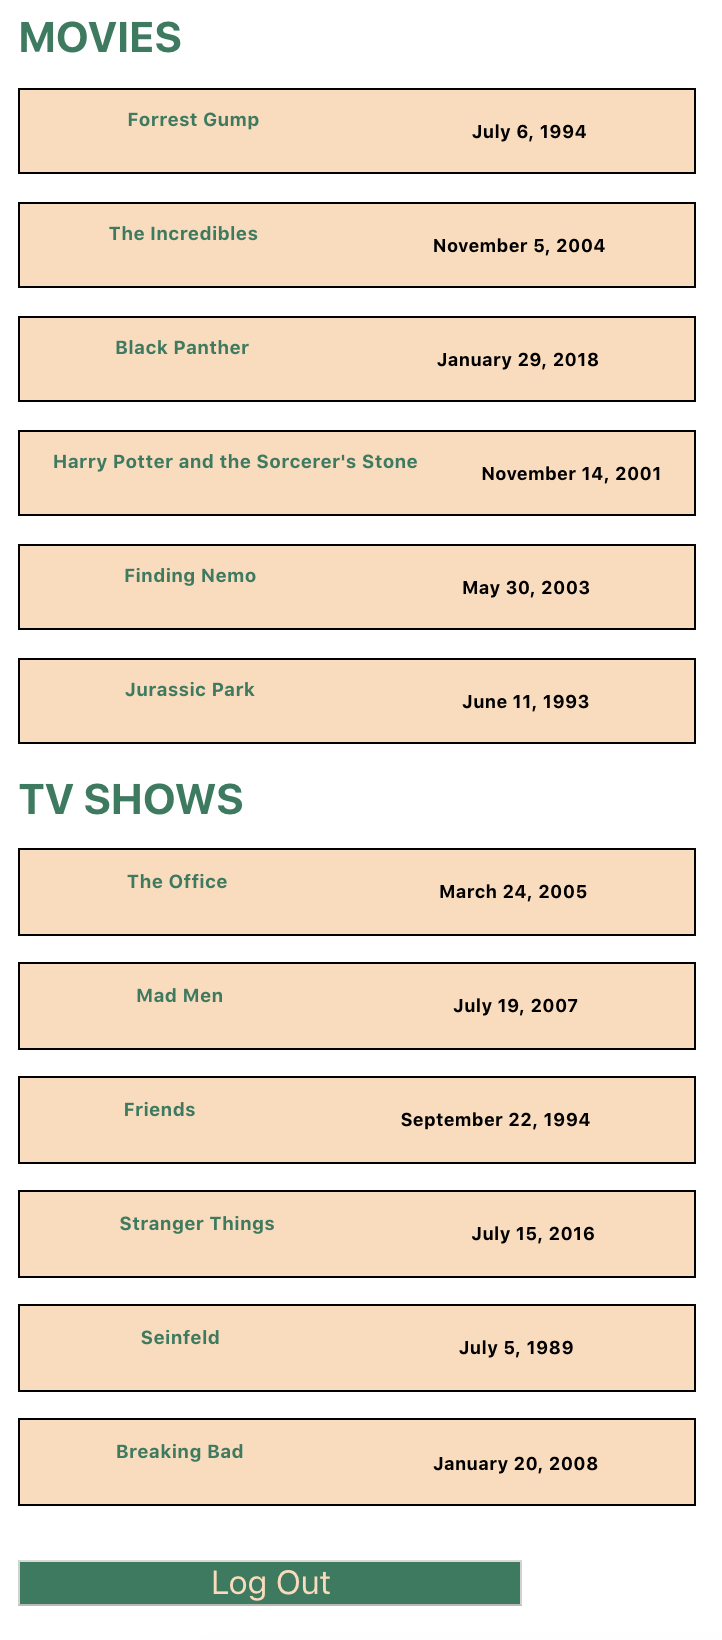 MOVIES
Forrest Gump July 6, 1994
The Incredibles November 5, 2004
Black Panther January 29, 2018
Harry Potter and the Sorcerer's Stone November 14, 2001
Finding Nemo May 30, 2003
Jurassic Park June 11, 1993
TV SHOWS
The Office March 24, 2005
Mad Men July 19, 2007
Friends September 22, 1994
Stranger Things July 15, 2016
Seinfeld July 5, 1989
Breaking Bad January 20, 2008
Log Out